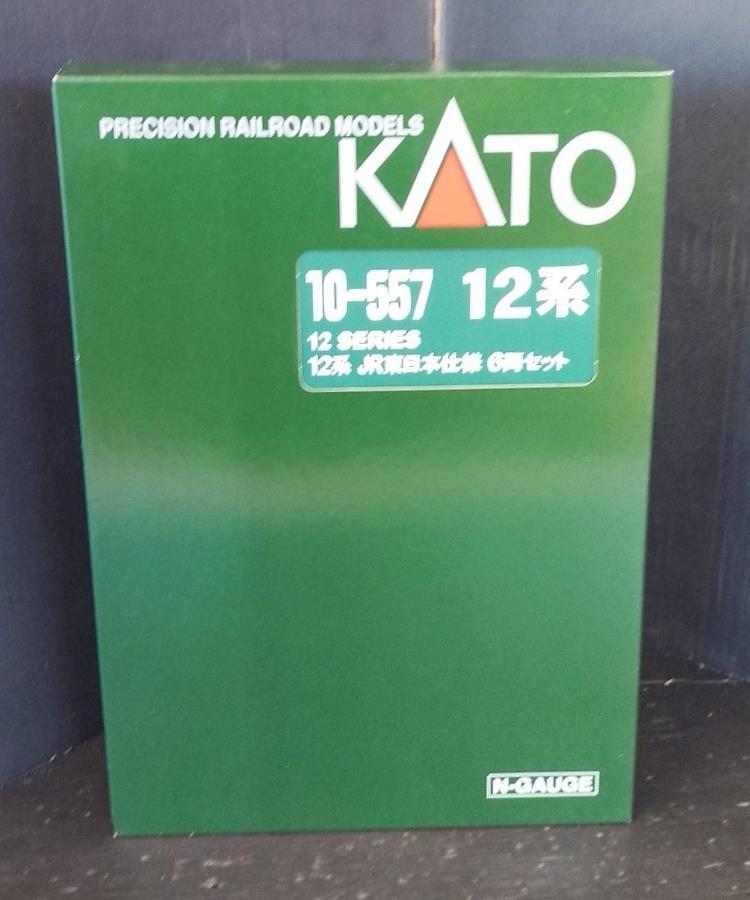 PRECISION RAILROAD MODELS
KATO
10-557 12系
12 SERIES
12系 JR東日本仕様 6両セット
N-GAUGE